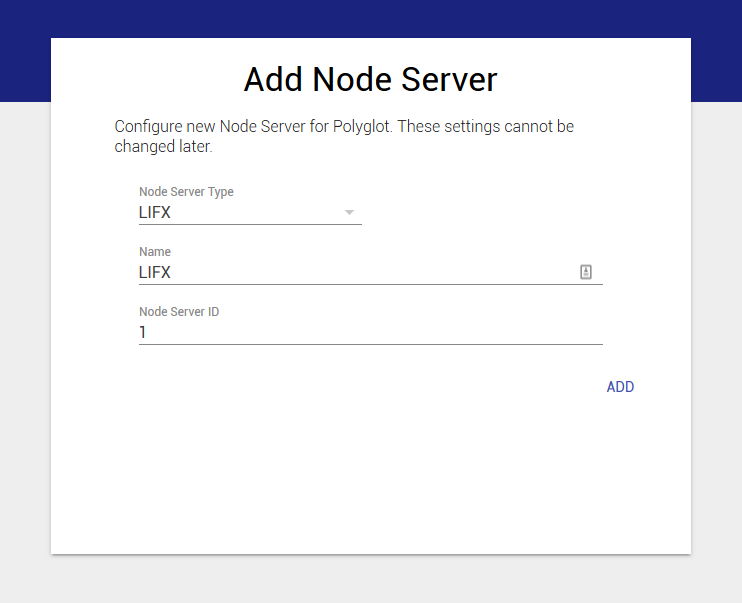 Add Node Server
Configure new Node Server for Polyglot. These settings cannot be
changed later.
Node Server Type
LIFX
Name
LIFX
Node Server ID
1
ADD